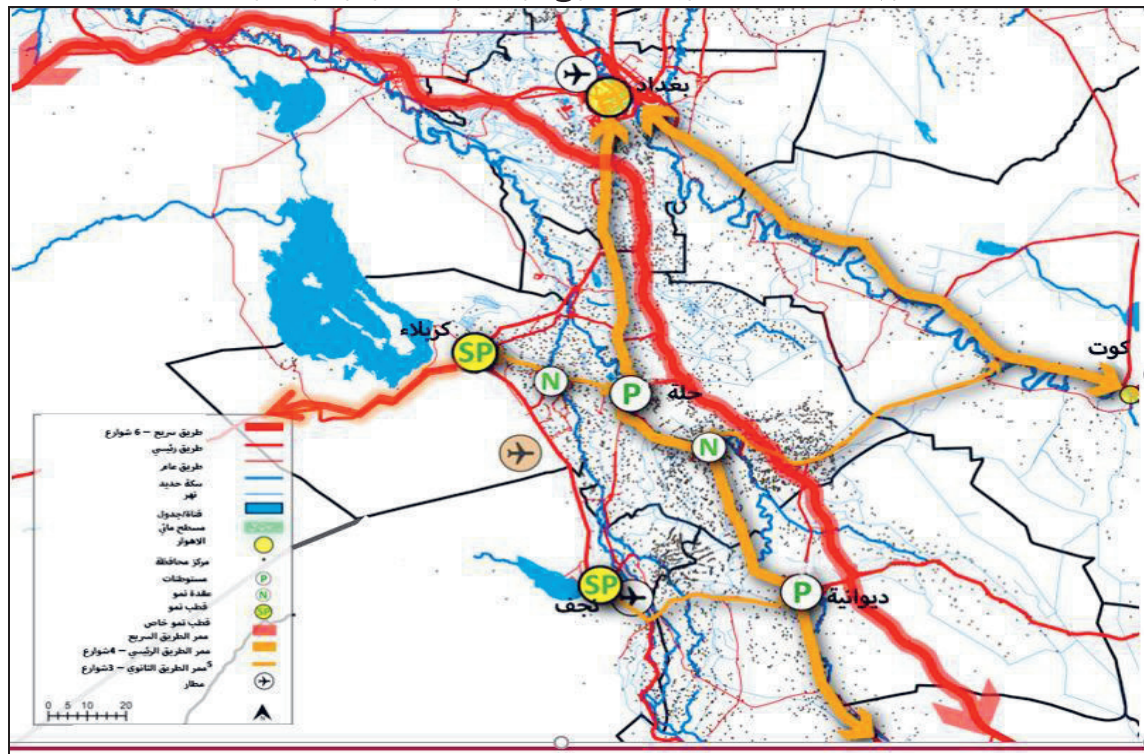 بغداد
كربلاء
SP
N
P
حلة
N
كوت
SP
نجف
P
ديوانية
طريق سريع – 6 شوارع
طريق رئيسي
طريق عام
سكة حديد
نهر
قناة/جدول
مسطح مائي
الاهوار
مركز محافظة
مستوطنات
P
عقدة نمو
N
قطب نمو
SP
قطب نمو خاص
ممر الطريق السريع
ممر الطريق الرئيسي – 4شوارع
ممر الطريق الثانوي – 3شوارع5
مطار
0 5 10 20